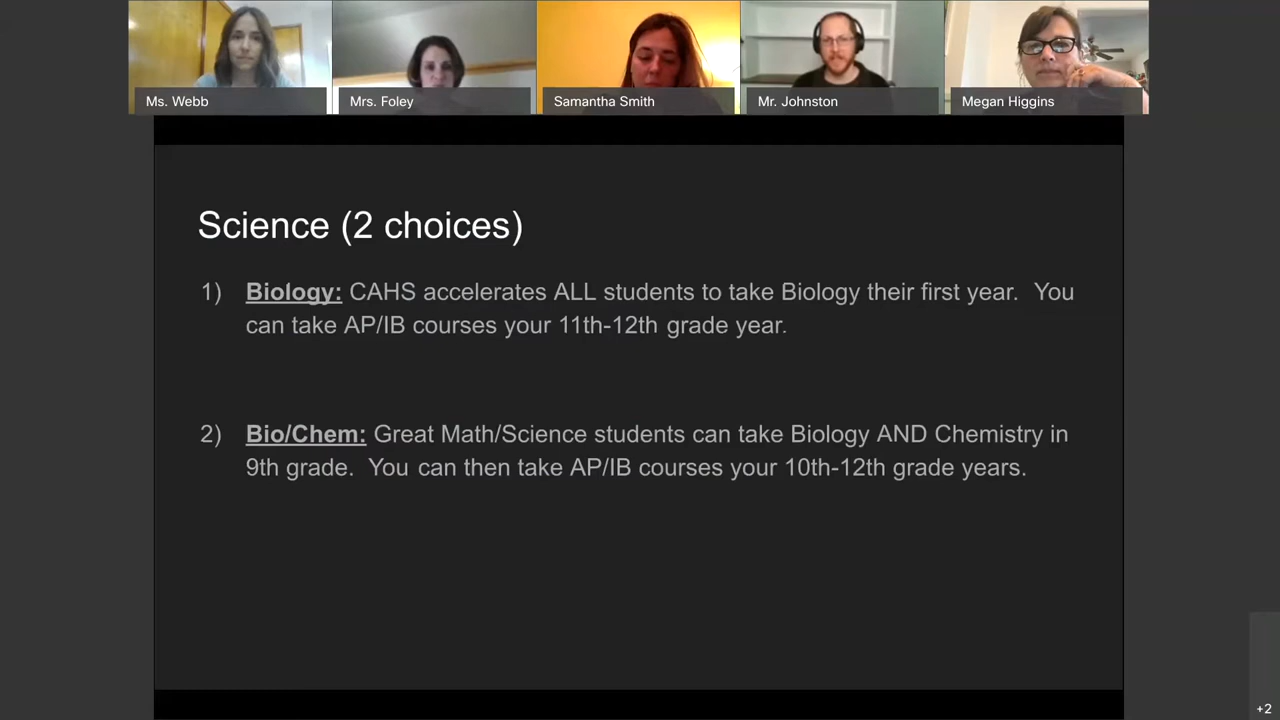 Ms. Webb
Mrs. Foley
Samantha Smith
Mr. Johnston
Megan Higgins
Science (2 choices)
1) Biology: CAHS accelerates ALL students to take Biology their first year. You
can take AP/IB courses your 11th-12th grade year.
2) Bio/Chem: Great Math/Science students can take Biology AND Chemistry in
9th grade. You can then take AP/IB courses your 10th-12th grade years.
+2